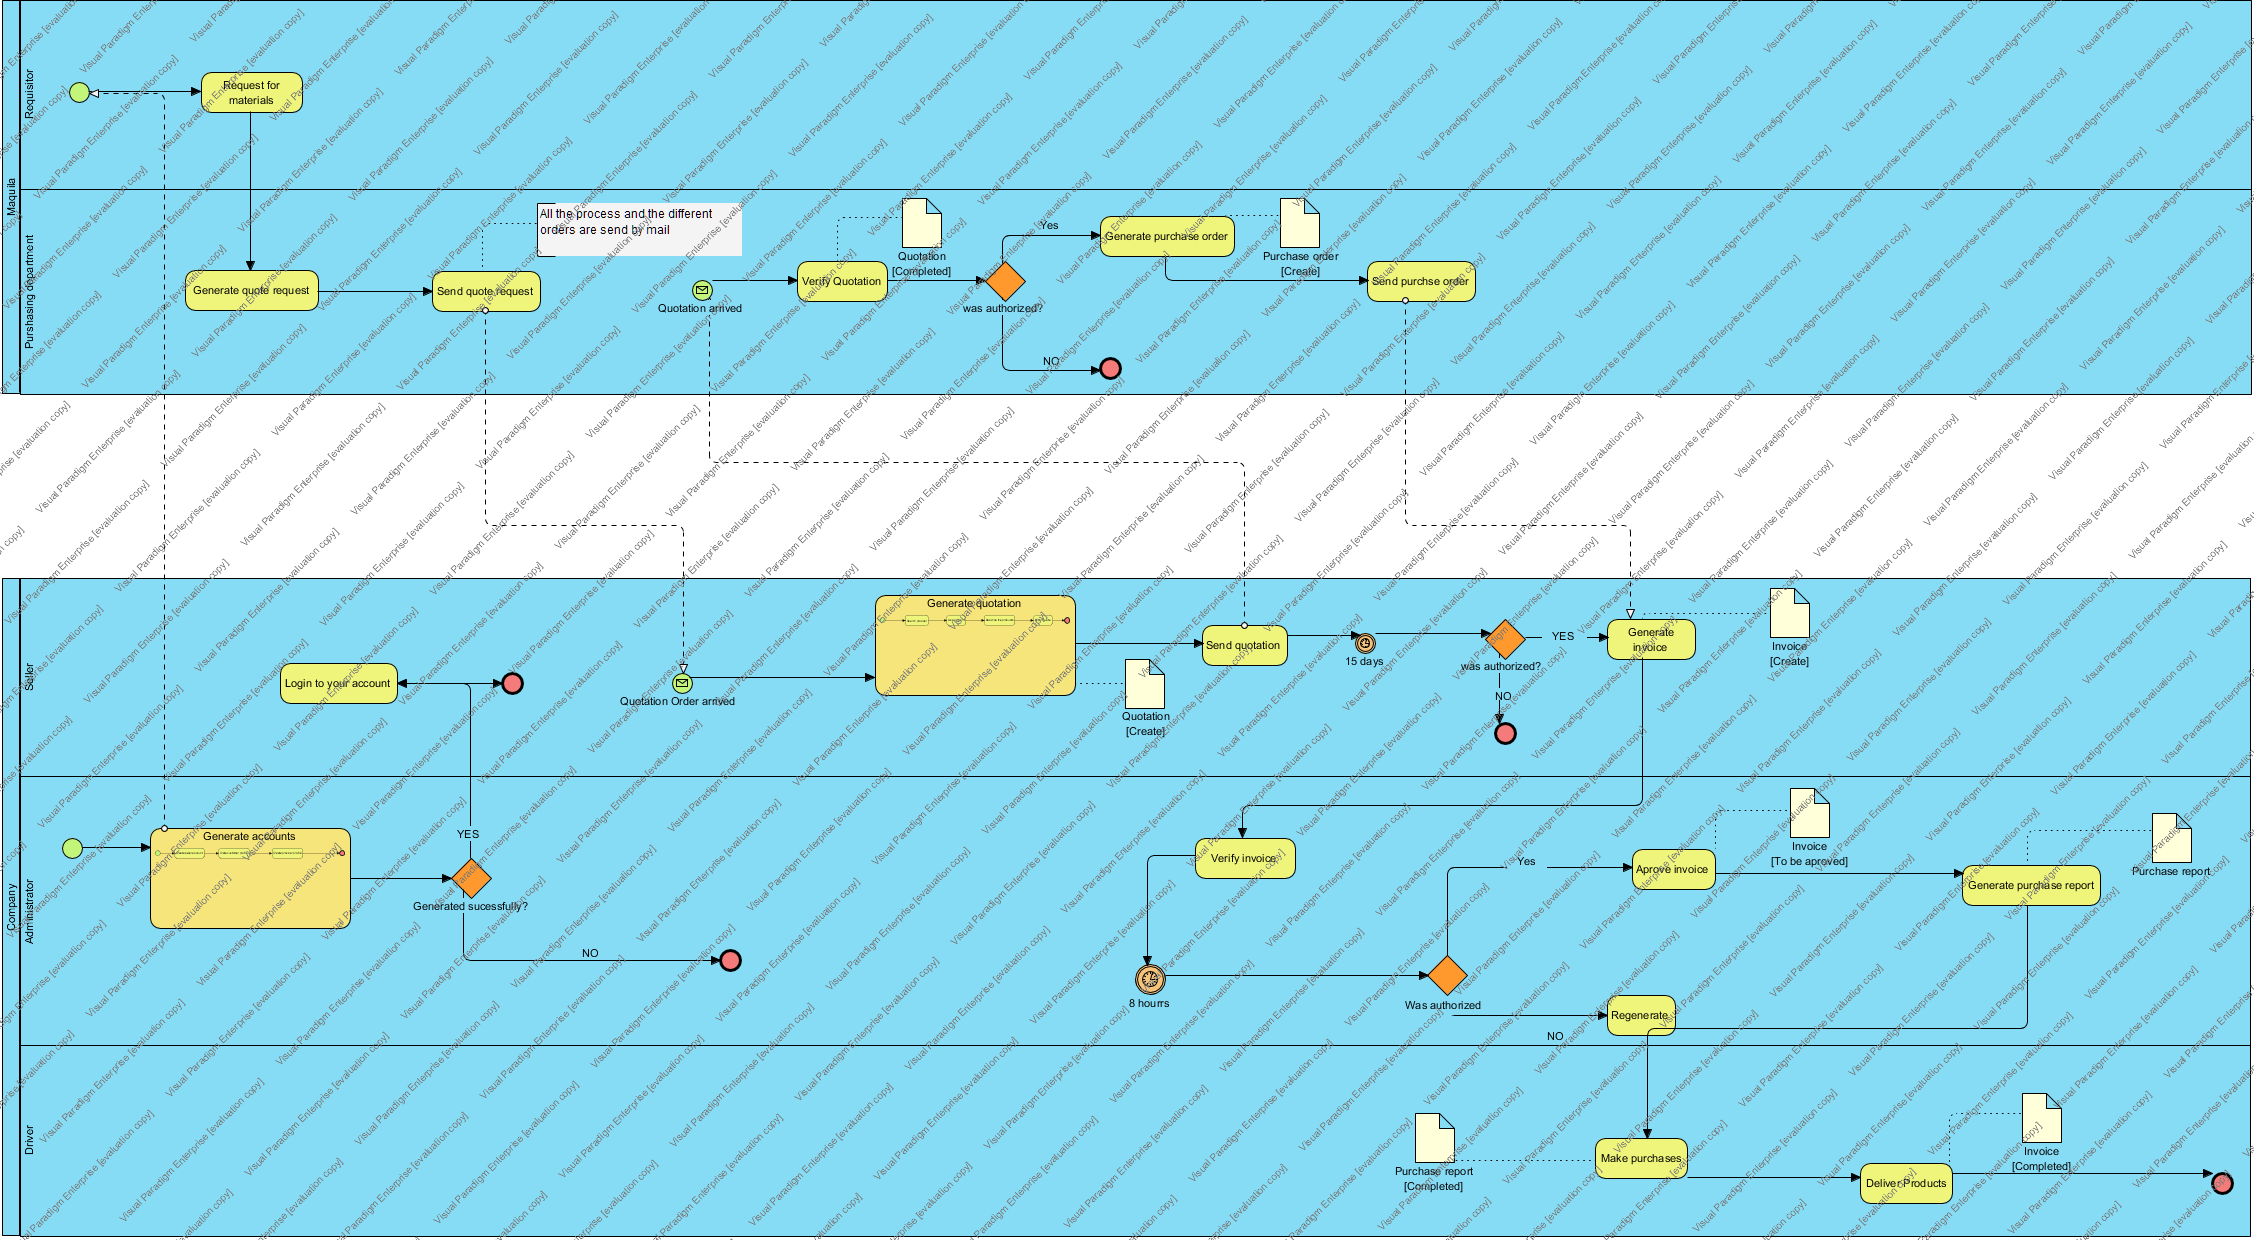 Maquila
Requisitor
Request for
materials
Purshasing department
Generate quote request
Send quote request
All the process and the different
orders are send by mail
Quotation arrived
Verify Quotation
Quotation
[Completed]
was authorized?
Yes
NO
Generate purchase order
Purchase order
[Create]
Send purchse order
Company
Seller
Login to your account
Quotation Order arrived
Generate quotation
Quotation
[Create]
Send quotation
15 days
was authorized?
YES
NO
Generate
invoice
Invoice
[Create]
Administrator
Generate accounts
YES
Generated sucessfully?
NO
Verify invoice
8 hourrs
Was authorized
Yes
NO
Aprove invoice
Invoice
[To be aproved]
Generate purchase report
Purchase report
Regenerate
Driver
Purchase report
[Completed]
Make purchases
Deliver Products
Invoice
[Completed]
Visual Paradigm Enterprise [evaluation copy]